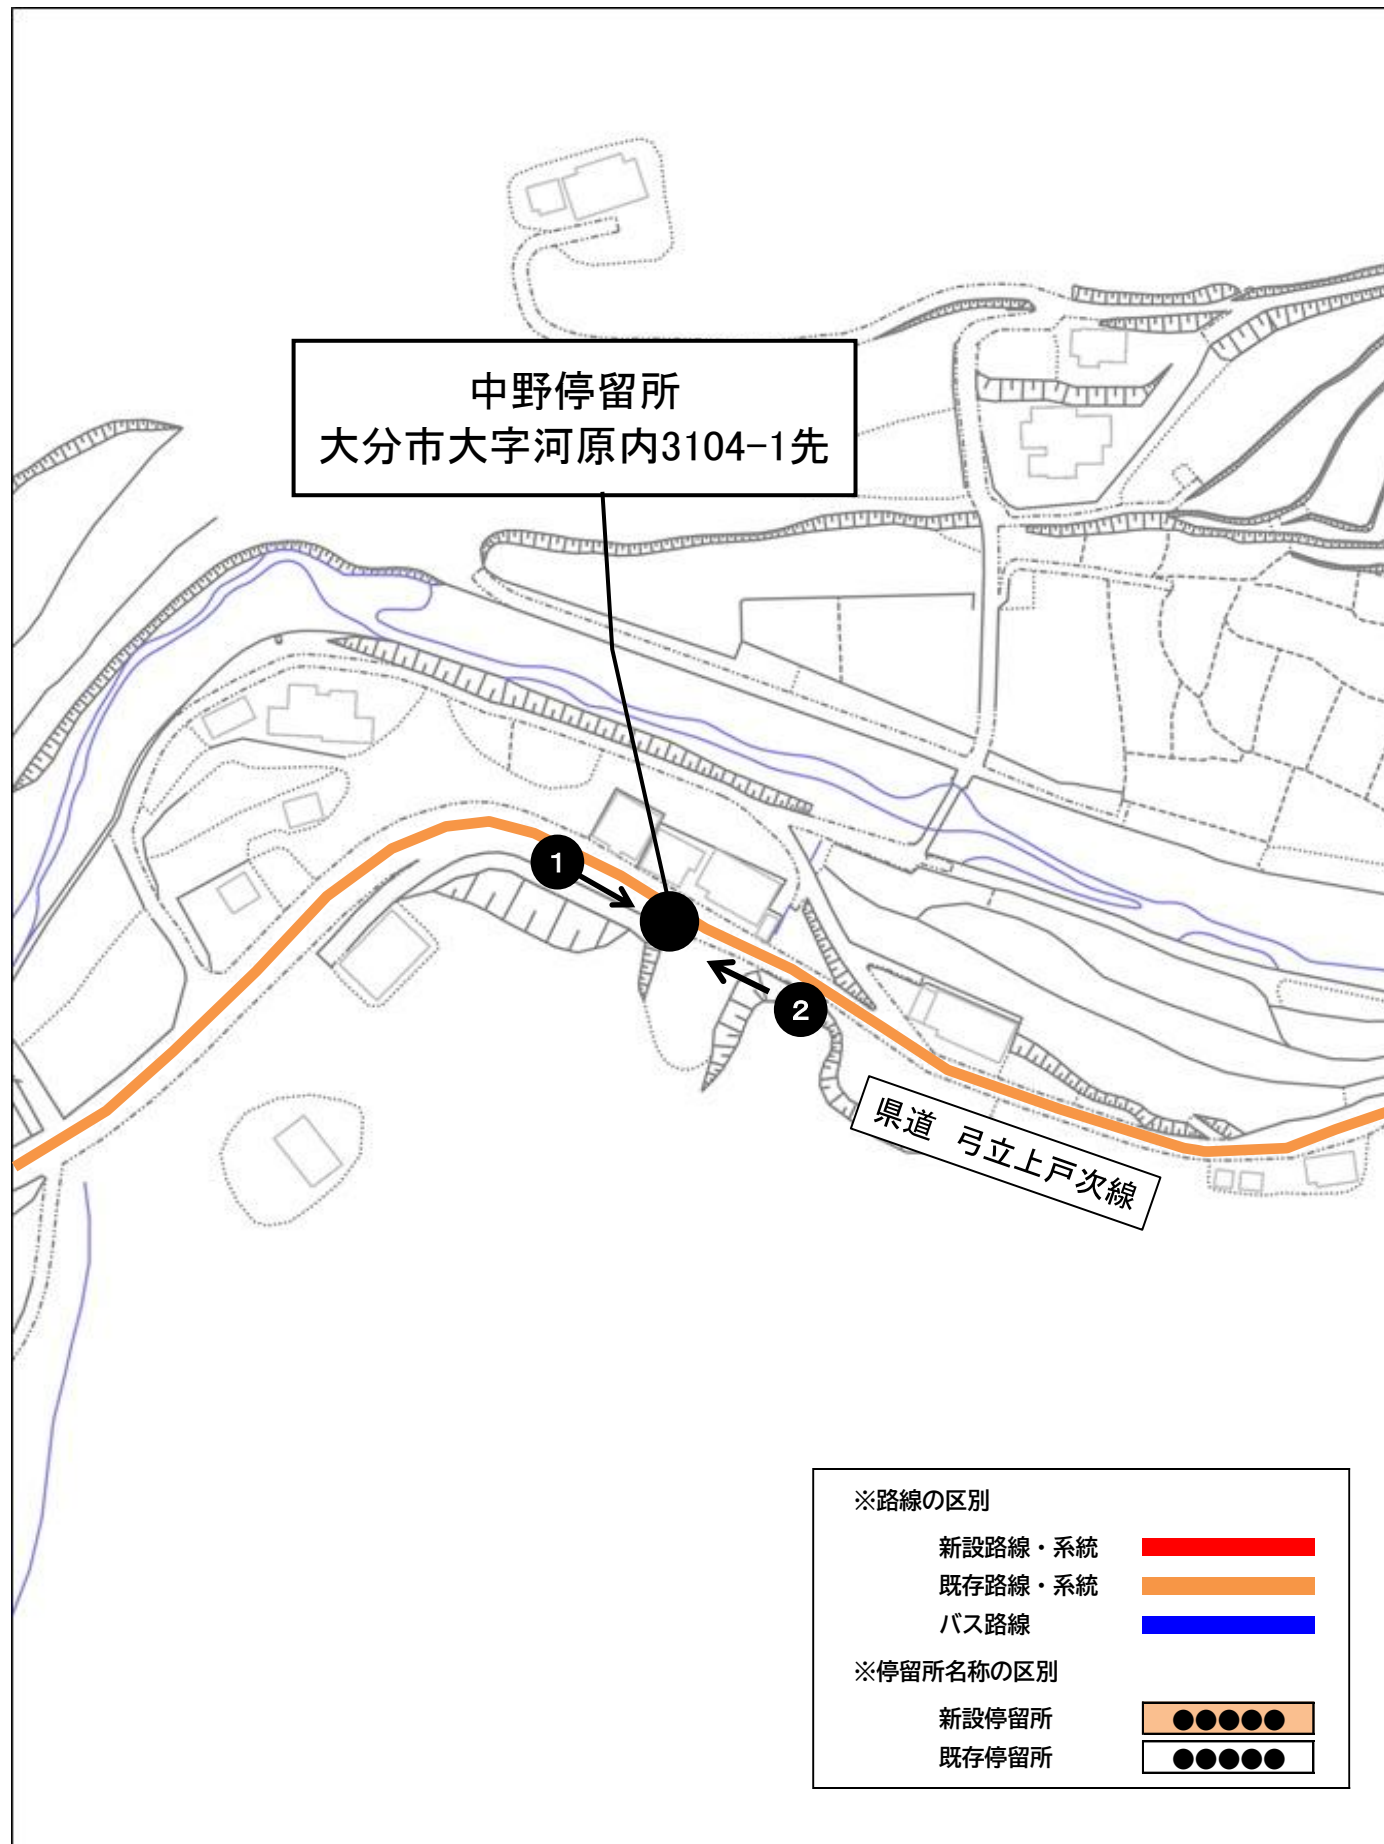 中野停留所
大分市大字河原内3104−1先
1
2
県道　弓立上戸次線
※路線の区別
新設路線・系統
既存路線・系統
バス路線
※停留所名称の区別
新設停留所
●●●●●
既存停留所
●●●●●